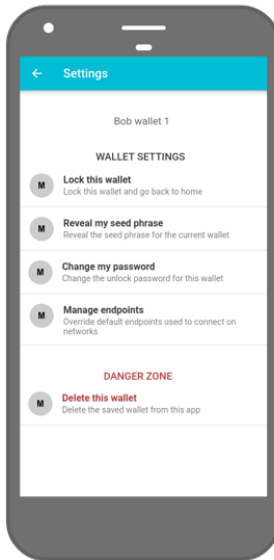 Settings
Bob wallet 1
WALLET SETTINGS
M
Lock this wallet
Lock this wallet and go back to home
M
Reveal my seed phrase
Reveal the seed phrase for the current wallet
M
Change my password
Change the unlock password for this wallet
M
Manage endpoints
Override default endpoints used to connect on
networks
DANGER ZONE
M
Delete this wallet
Delete the saved wallet from this app